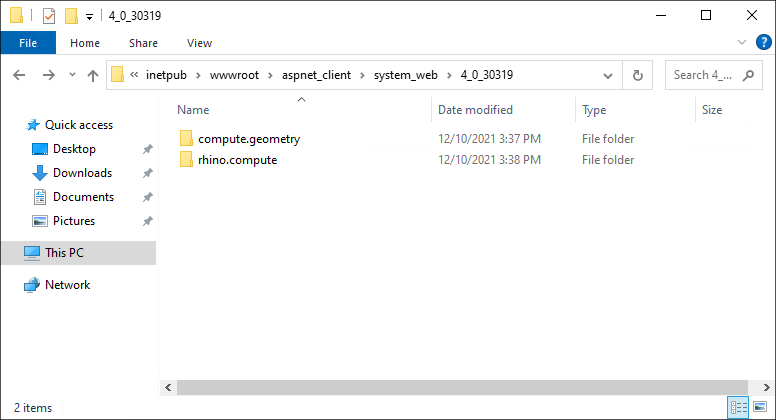 4_0_30319
File Home Share View
« inetpub wwwroot aspnet_client system_web 4_0_30319 Search 4_...
Name Date modified Type Size
Quick access
Desktop
Downloads
Documents
Pictures
This PC
Network
compute.geometry 12/10/2021 3:37 PM File folder
rhino.compute 12/10/2021 3:38 PM File folder
2 items